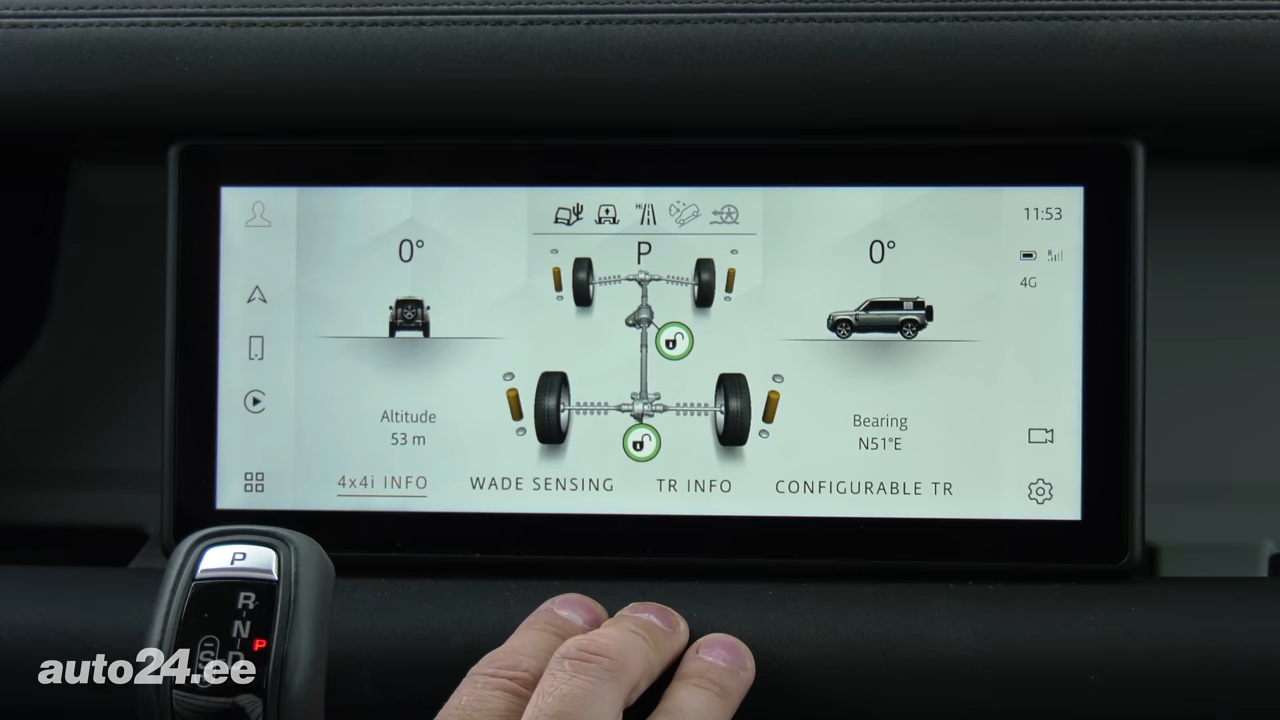 11:53
HI
0°
P
0°
4G
Altitude
53 m
Bearing
N51°E
4x4i INFO
WADE SENSING
TR INFO
CONFIGURABLE TR
P
R
N
P
D
S
auto24.ee